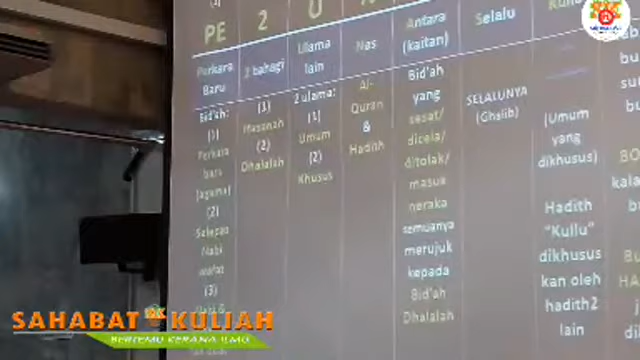 PE
2
U
Antara
(kaitan)
Selalu
Perkara
Baru
2 bahagi
Ulama
lain
Nas
Bid'ah:
(1)
Perkara
baru
(agama)
(2)
Selepas
Nabi
wafat
(3)
(1)
Hasanah
(2)
Dhalalah
2 ulama:
(1)
Umum
(2)
Khusus
Al-
Quran
&
Hadith
Bid'ah
yang
sesat/
dicela/
ditolak/
masuk
neraka
semuanya
merujuk
kepada
Bid'ah
Dhalalah
SELALUNYA
(Ghalib)
(Umum
yang
dikhusus)
Hadith
"Kullu"
dikhusus
kan oleh
hadith2
lain
SAHABAT KULIAH
BERTEMU KERANA ILMU